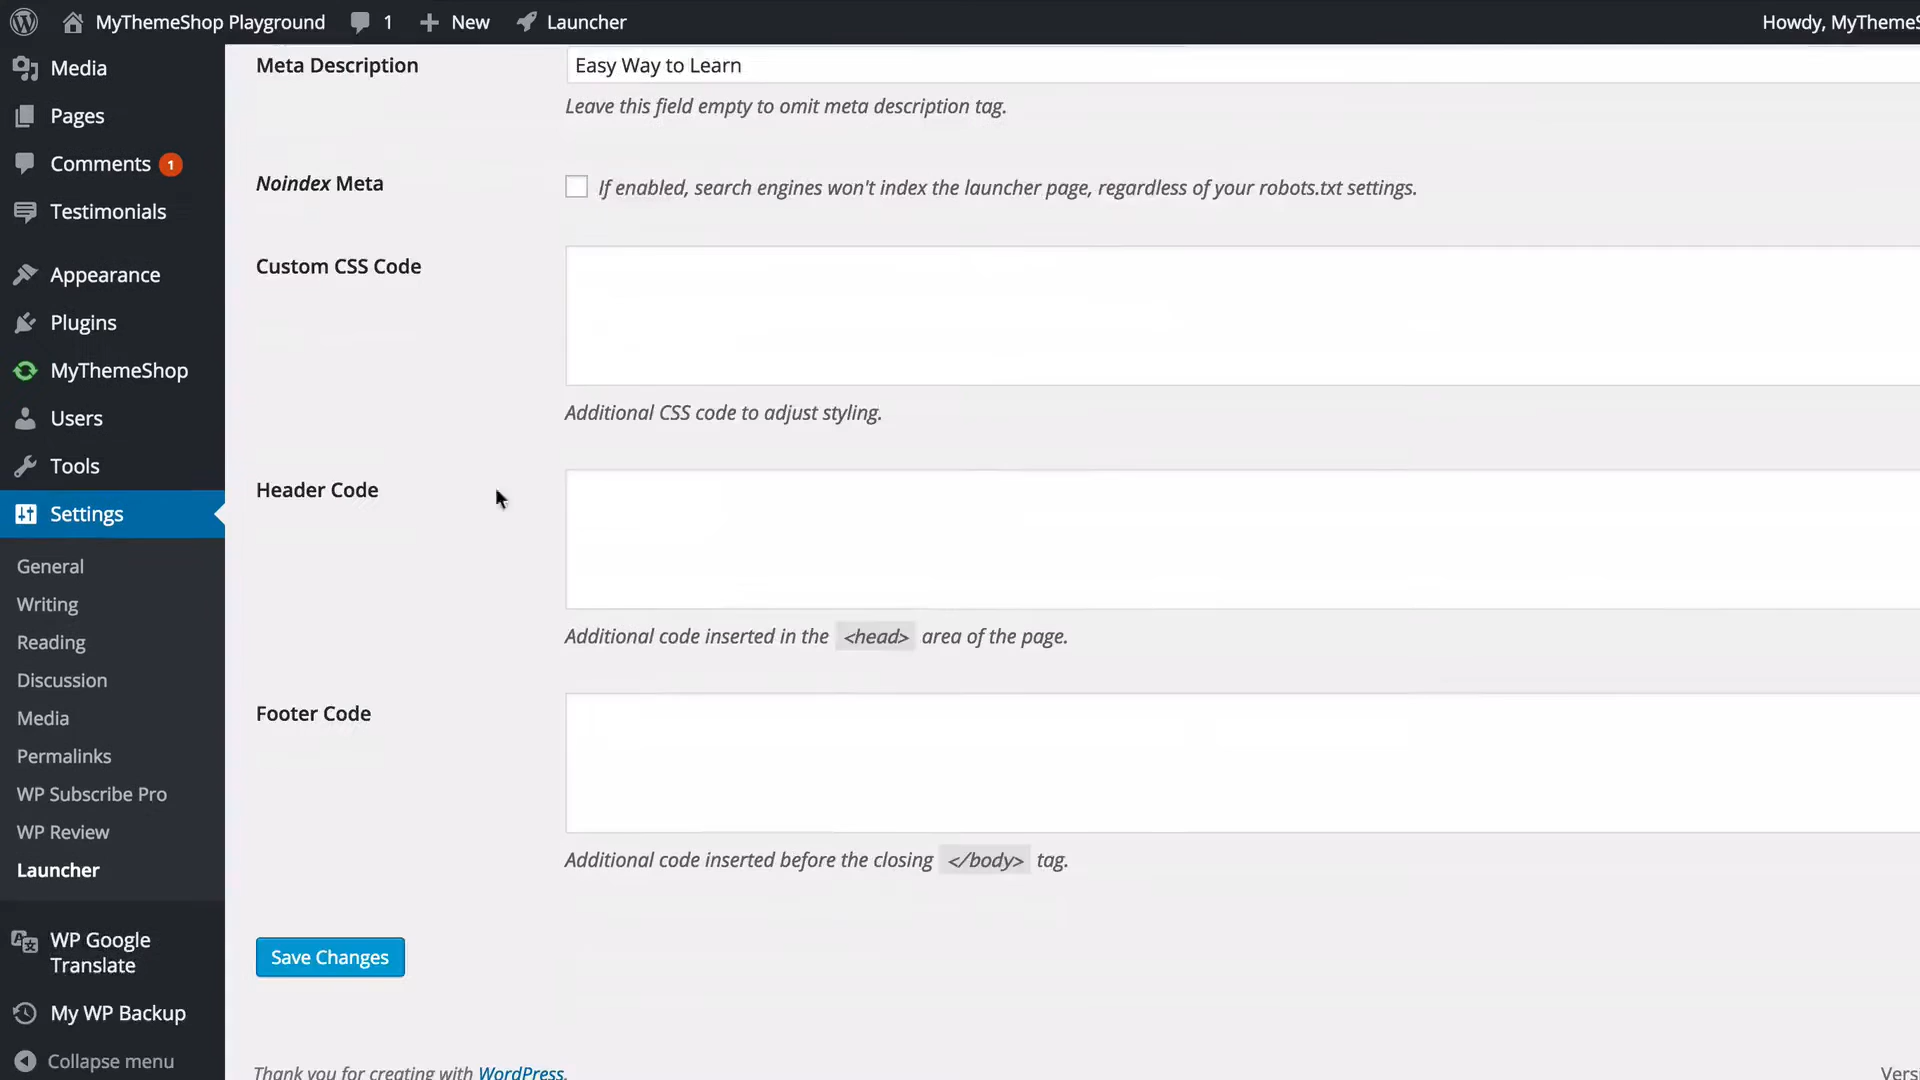 MyThemeShop Playground 1 New Launcher Howdy, MyThemeS
Media
Pages
Comments 1
Testimonials
Appearance
Plugins
MyThemeShop
Users
Tools
Settings
General
Writing
Reading
Discussion
Media
Permalinks
WP Subscribe Pro
WP Review
Launcher
WP Google
Translate
My WP Backup
Collapse menu
Meta Description
Easy Way to Learn
Leave this field empty to omit meta description tag.
Noindex Meta
If enabled, search engines won't index the launcher page, regardless of your robots.txt settings.
Custom CSS Code
Additional CSS code to adjust styling.
Header Code
Additional code inserted in the <head> area of the page.
Footer Code
Additional code inserted before the closing </body> tag.
Save Changes
Thank you for creating with WordPress.
Versi